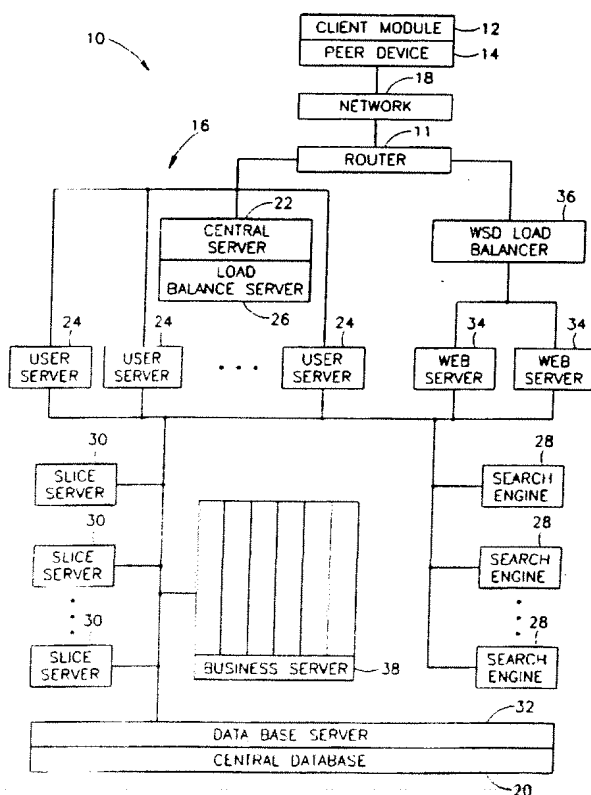 10
CLIENT MODULE
12
PEER DEVICE
14
18
NETWORK
11
16
ROUTER
22
CENTRAL
SERVER
LOAD
BALANCE SERVER
26
36
WSD LOAD
BALANCER
24
USER
SERVER
24
USER
SERVER
• • •
24
USER
SERVER
34
WEB
SERVER
34
WEB
SERVER
30
SLICE
SERVER
30
SLICE
SERVER
30
SLICE
SERVER
BUSINESS SERVER
38
28
SEARCH
ENGINE
28
SEARCH
ENGINE
28
SEARCH
ENGINE
32
DATA BASE SERVER
CENTRAL DATABASE
20